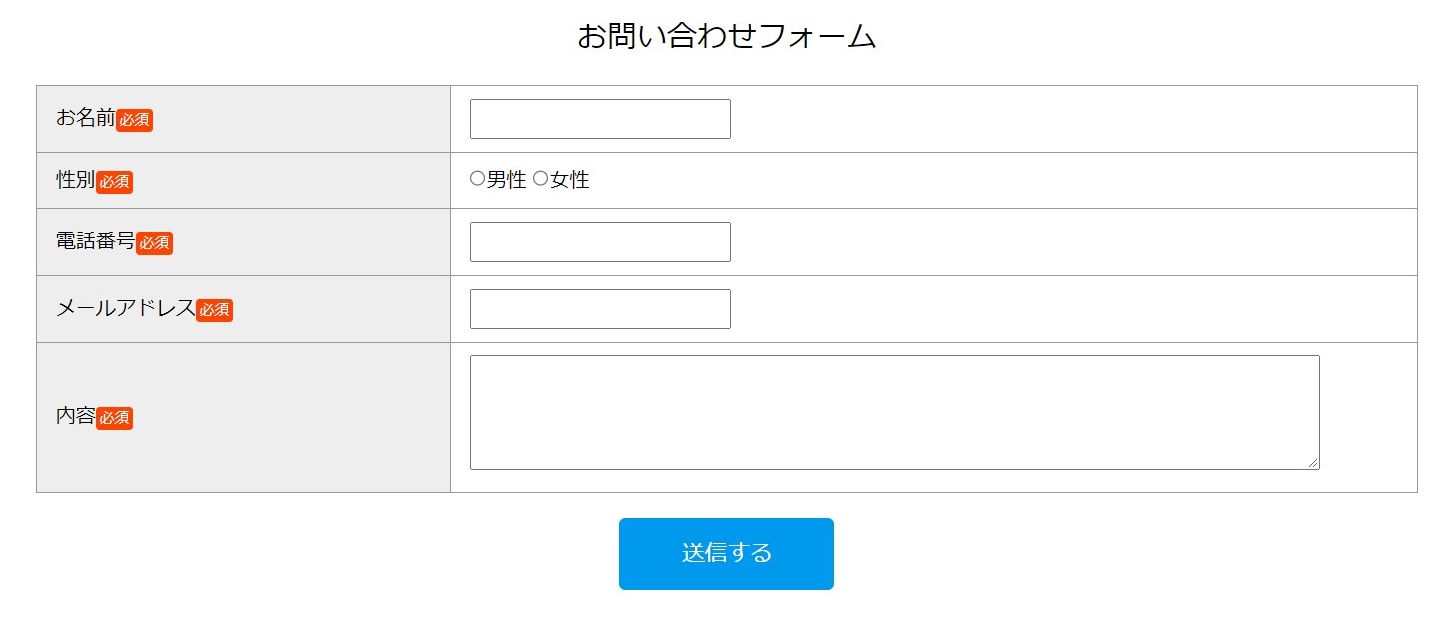 お問い合わせフォーム
お名前必須
性別必須
男性 女性
電話番号必須
メールアドレス必須
内容必須
送信する